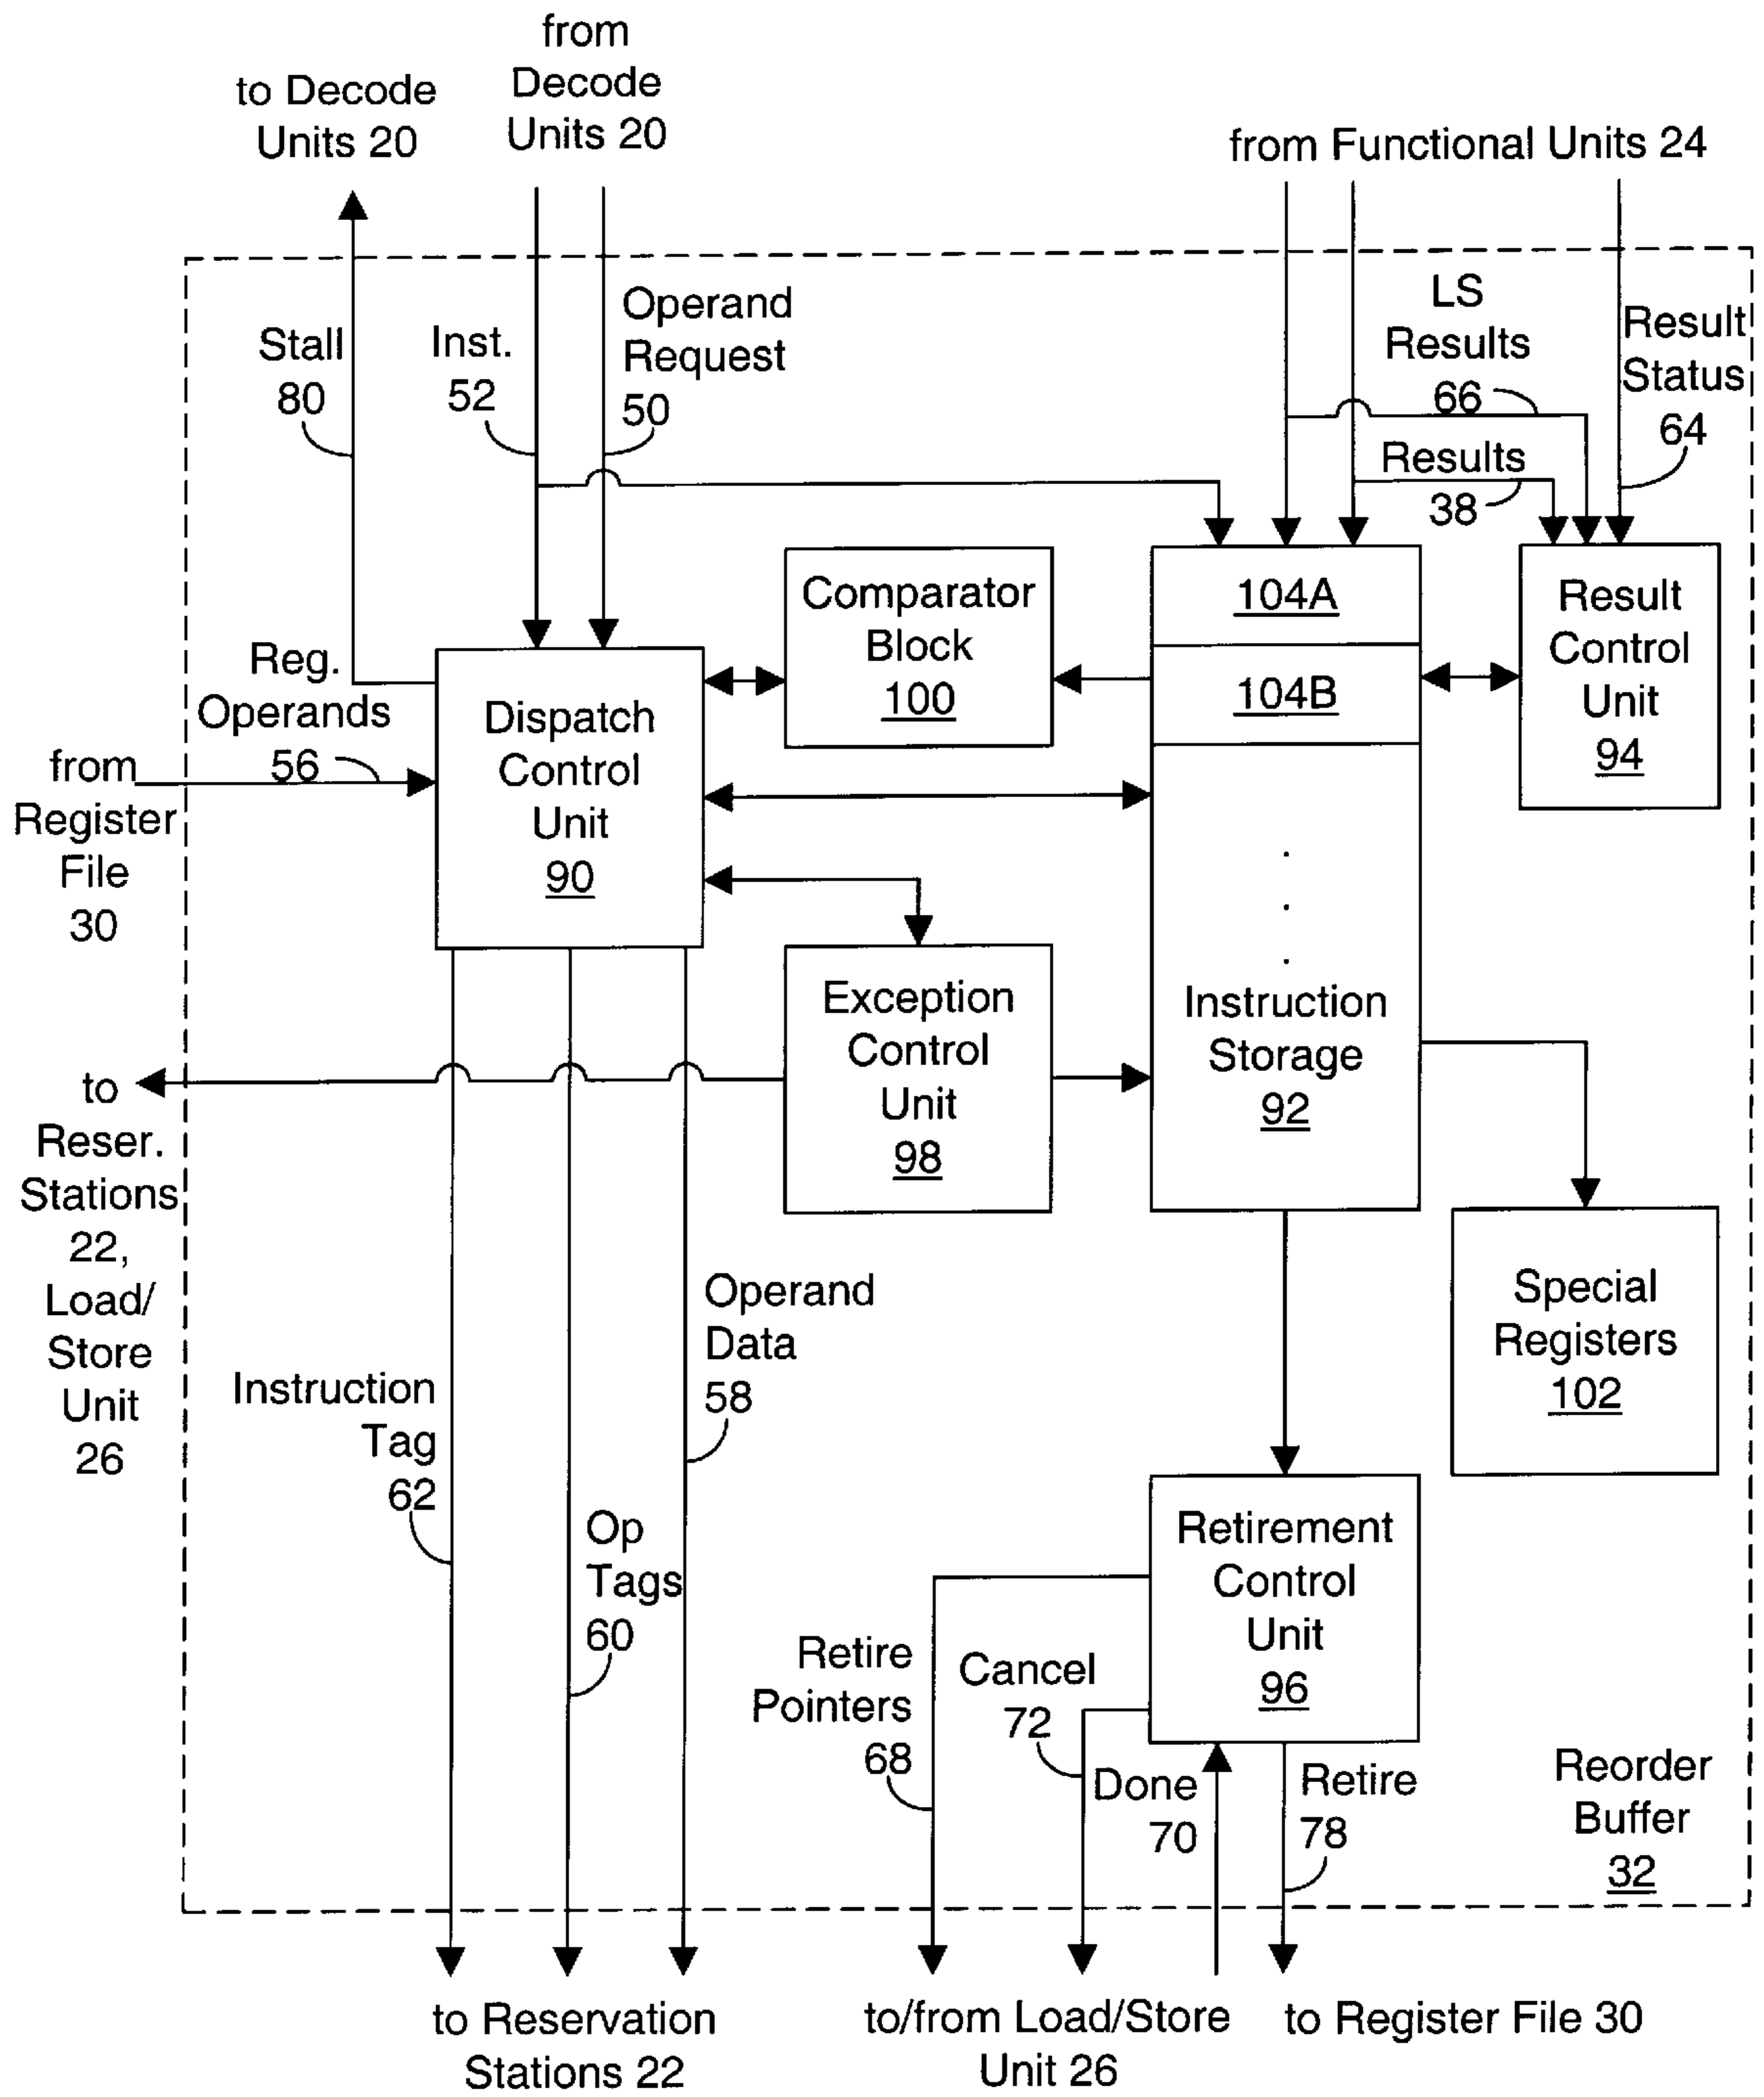 from
Decode
Units 20
to Decode
Units 20
from Functional Units 24
Stall
80
Inst.
52
Operand
Request
50
LS
Results
66
Result
Status
64
Results
38
Comparator
Block
100
104A
104B
Result
Control
Unit
94
Reg.
Operands
56
from
Register
File
30
Dispatch
Control
Unit
90
.
.
.
Instruction
Storage
92
Exception
Control
Unit
98
to
Reser.
Stations
22,
Load/
Store
Unit
26
Special
Registers
102
Operand
Data
58
Instruction
Tag
62
Op
Tags
60
Retirement
Control
Unit
96
Retire
Pointers
68
Cancel
72
Done
70
Retire
78
Reorder
Buffer
32
to Reservation
Stations 22
to/from Load/Store
Unit 26
to Register File 30